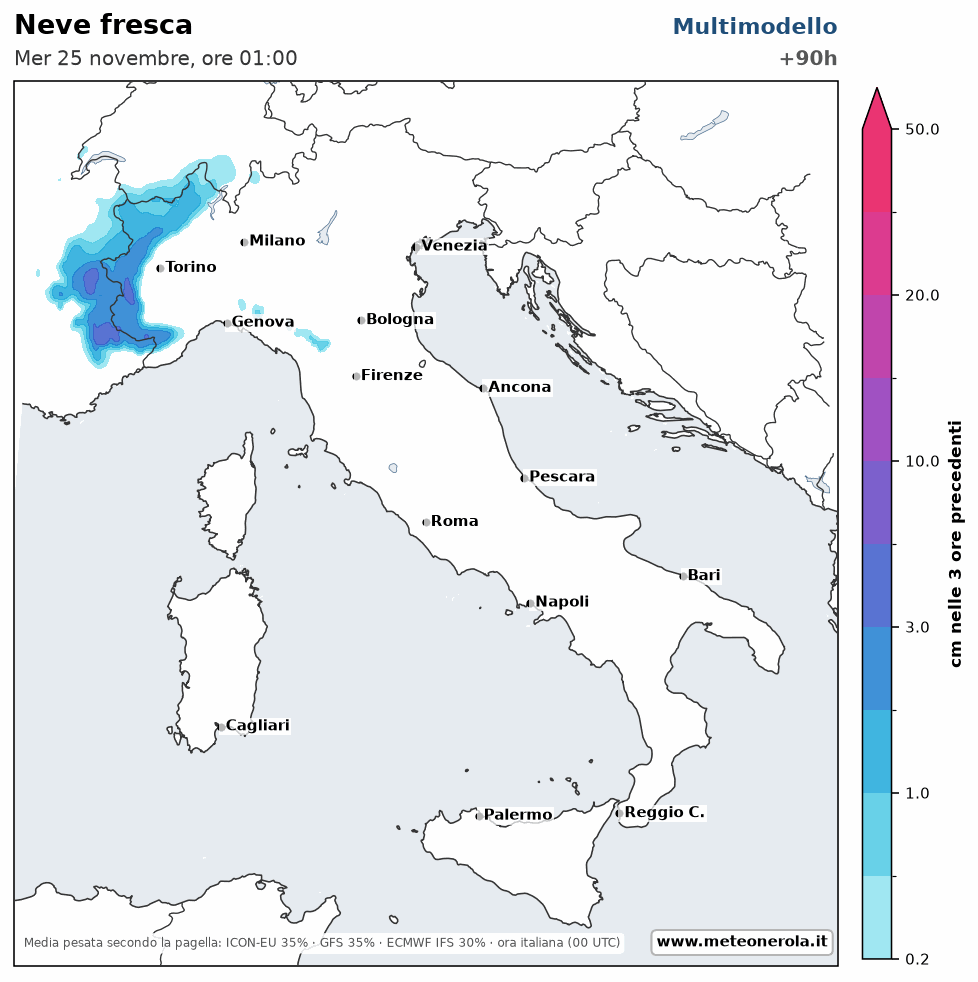 Neve fresca
Multimodello
Mer 25 novembre, ore 01:00
+90h
50.0
20.0
10.0
3.0
1.0
0.2
cm nelle 3 ore precedenti
Milano
Venezia
Torino
Genova
Bologna
Firenze
Ancona
Pescara
Roma
Bari
Napoli
Cagliari
Palermo
Reggio C.
Media pesata secondo la pagella: ICON-EU 35% · GFS 35% · ECMWF IFS 30% · ora italiana (00 UTC)
www.meteonerola.it